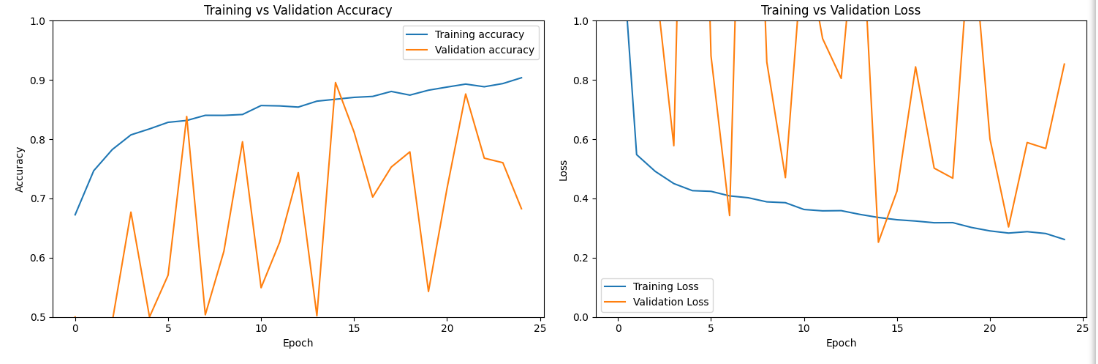 Training vs Validation Accuracy
1.0
0.9
0.8
0.7
0.6
0.5
Accuracy
Training accuracy
Validation accuracy
0 5 10 15 20 25
Epoch
Training vs Validation Loss
1.0
0.8
0.6
0.4
0.2
0.0
Loss
Training Loss
Validation Loss
0 5 10 15 20 25
Epoch